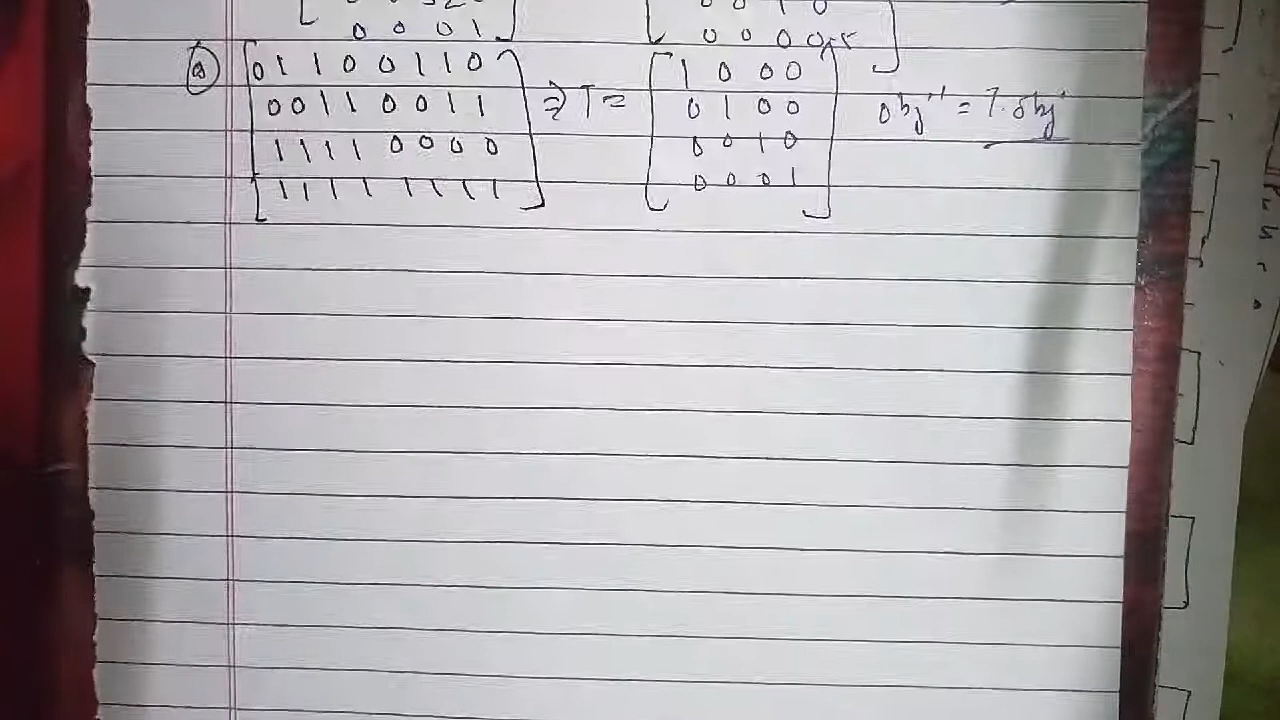 0 0 0 1 0 0 0 0.5
(a) [0 1 1 0 0 1 1 0] [1 0 0 0]
0 0 1 1 0 0 1 1 ⇒ T = 0 1 0 0 obj'' = T. obj'
1 1 1 1 0 0 0 0 0 0 1 0
1 1 1 1 1 1 1 1 0 0 0 1